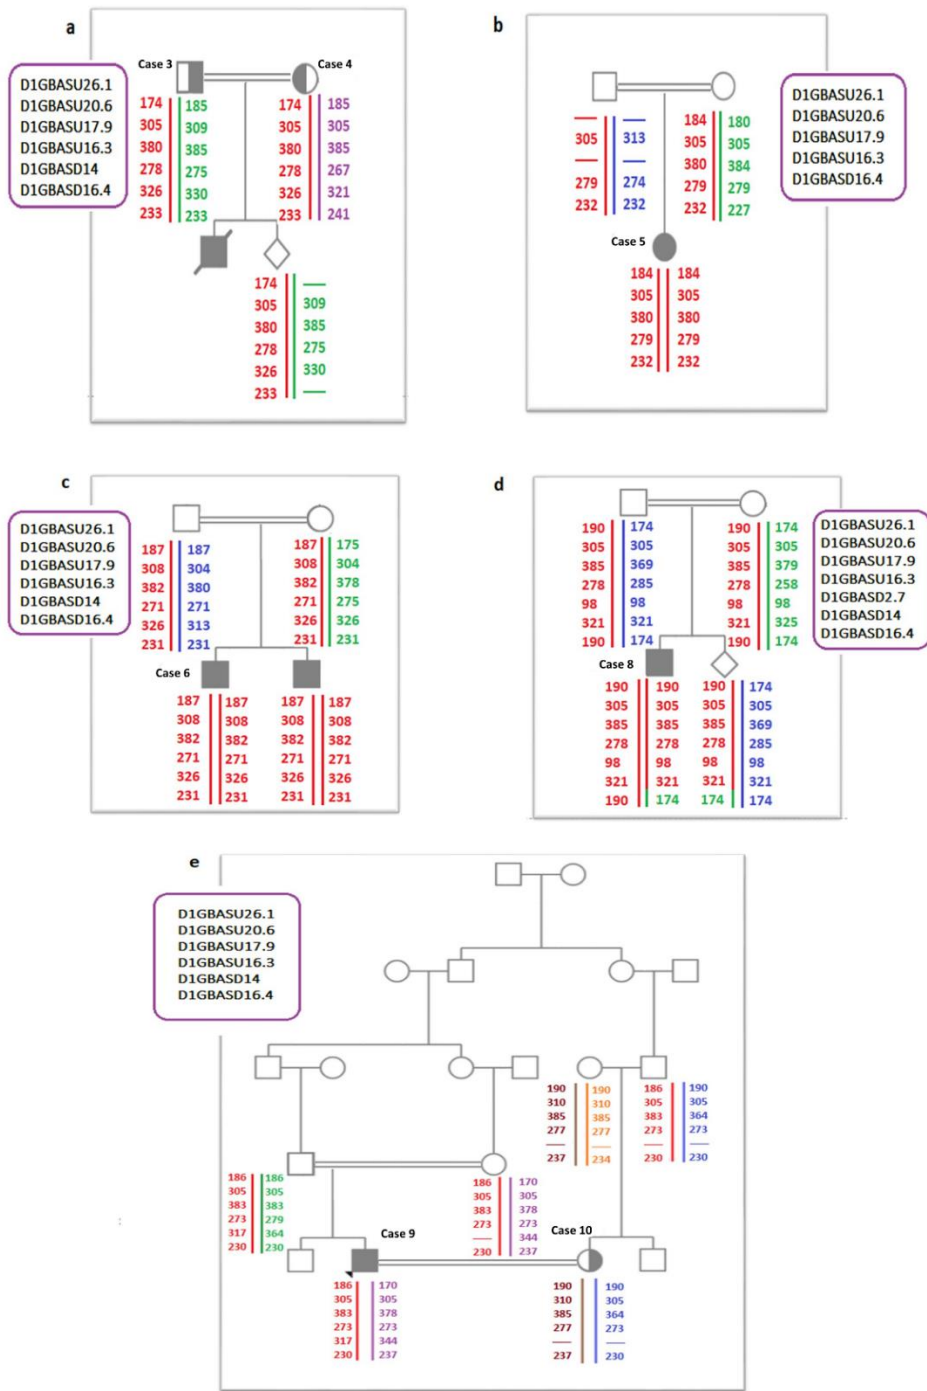 a
Case 3
Case 4
D1GBASU26.1
D1GBASU20.6
D1GBASU17.9
D1GBASU16.3
D1GBASD14
D1GBASD16.4
174 185 174 185
305 309 305 305
380 385 380 385
278 275 278 267
326 330 326 321
233 233 233 241
174 —
305 309
380 385
278 275
326 330
233 —
b
D1GBASU26.1
D1GBASU20.6
D1GBASU17.9
D1GBASU16.3
D1GBASD16.4
— — 184 180
305 313 305 305
— — 380 384
279 274 279 279
232 232 232 227
Case 5
184 184
305 305
380 380
279 279
232 232
c
D1GBASU26.1
D1GBASU20.6
D1GBASU17.9
D1GBASU16.3
D1GBASD14
D1GBASD16.4
187 187 187 175
308 304 308 304
382 380 382 378
271 271 271 275
326 313 326 326
231 231 231 231
Case 6
187 187 187 187
308 308 308 308
382 382 382 382
271 271 271 271
326 326 326 326
231 231 231 231
d
D1GBASU26.1
D1GBASU20.6
D1GBASU17.9
D1GBASU16.3
D1GBASD2.7
D1GBASD14
D1GBASD16.4
190 174 190 174
305 305 305 305
385 369 385 379
278 285 278 258
98 98 98 98
321 321 321 325
190 174 190 174
Case 8
190 190 190 174
305 305 305 305
385 385 385 369
278 278 278 285
98 98 98 98
321 321 321 321
190 174 174 174
e
D1GBASU26.1
D1GBASU20.6
D1GBASU17.9
D1GBASU16.3
D1GBASD14
D1GBASD16.4
190 190 186 190
310 310 305 305
385 385 383 364
277 277 273 273
— — — —
237 234 230 230
186 186
305 305
383 383
273 279
317 364
230 230
186 170
305 305
383 378
273 273
— 344
230 237
Case 9
Case 10
186 170
305 305
383 378
273 273
317 344
230 237
190 190
310 305
385 364
277 273
— —
237 230